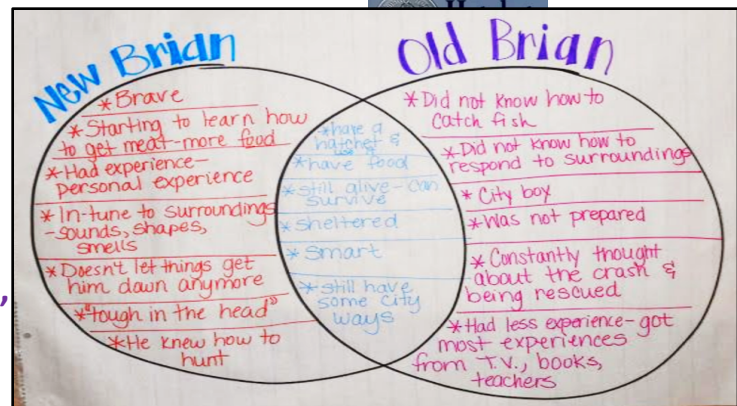 New Brian
*Brave
*Starting to learn how
to get meat-more food
*Had experience-
personal experience
*In-tune to surroundings
-sounds, shapes,
smells
*Doesn't let things get
him down anymore
*"tough in the head"
*He knew how to
hunt
*have a
hatchet &
*have food
*still alive-can
survive
*sheltered
*smart
*still have
some city
ways
Old Brian
*Did not know how to
catch fish
*Did not know how to
respond to surroundings
*City boy
*Was not prepared
*Constantly thought
about the crash &
being rescued
*Had less experience-got
most experiences
from T.V., books,
teachers